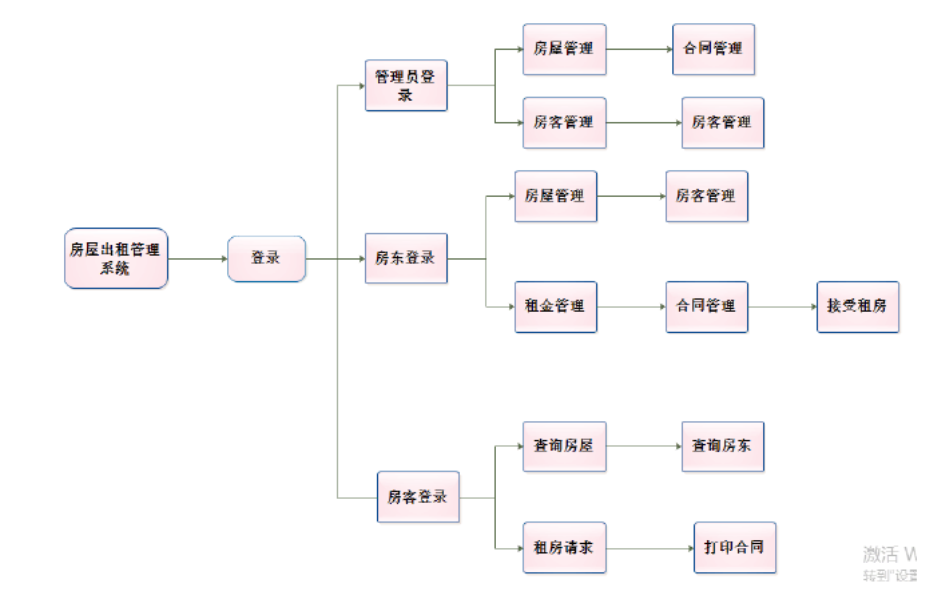 房屋管理
合同管理
管理员登
录
房客管理
房客管理
房屋管理
房客管理
房屋出租管理
系统
登录
房东登录
租金管理
合同管理
接受租房
查询房屋
查询房东
房客登录
租房请求
打印合同
激活 W
转到"设置